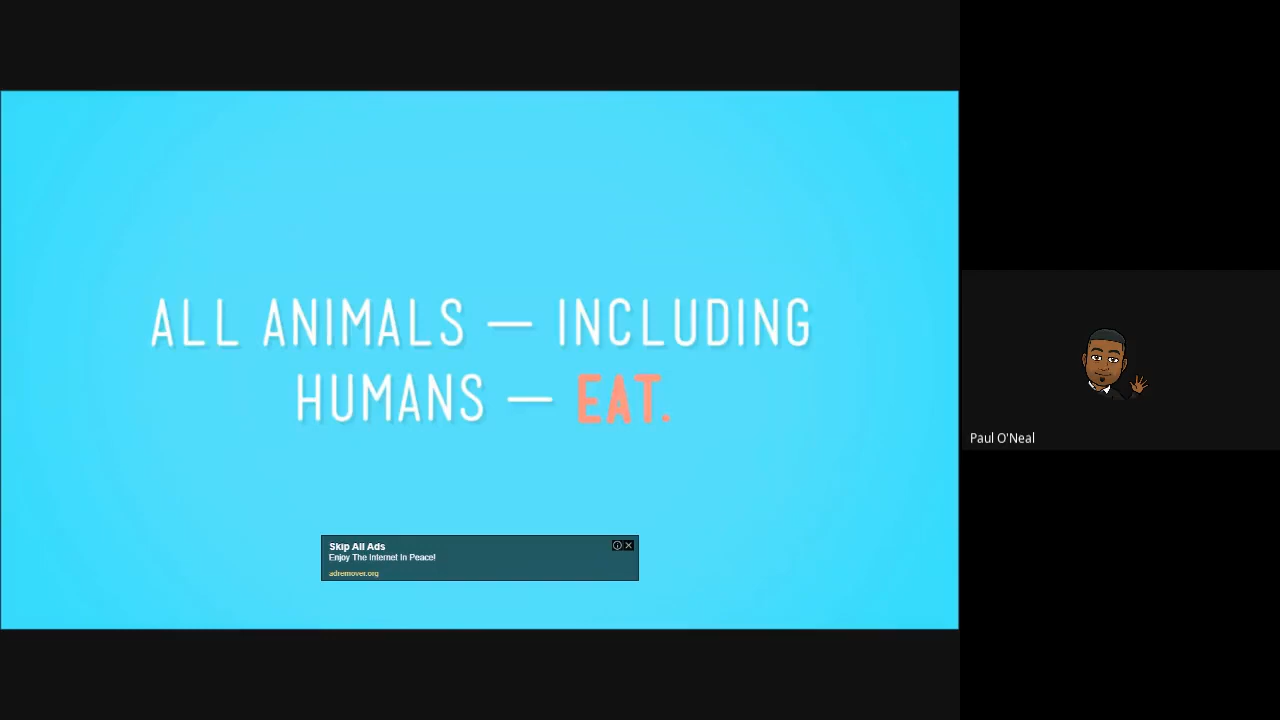 ALL ANIMALS — INCLUDING
HUMANS — EAT.
Skip All Ads
Enjoy The Internet In Peace!
adremover.org
Paul O'Neal